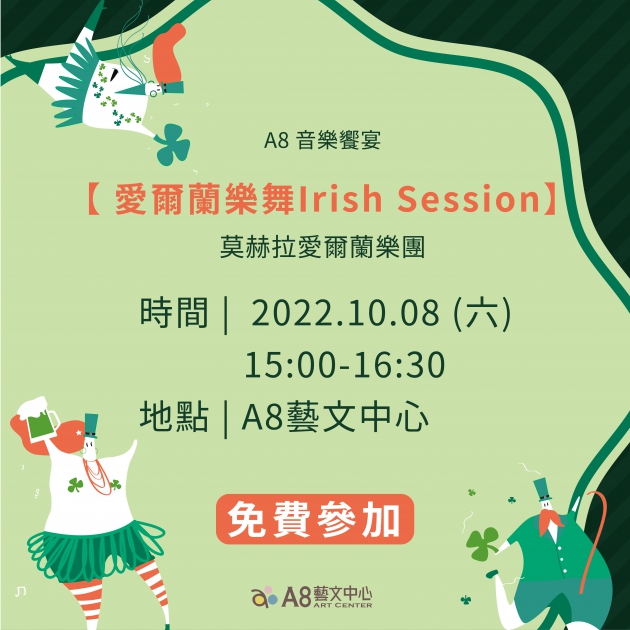 A8 音樂饗宴
【 愛爾蘭樂舞Irish Session】
莫赫拉愛爾蘭樂團
時間 | 2022.10.08 (六)
15:00-16:30
地點 | A8藝文中心
免費參加
A8藝文中心
ART CENTER